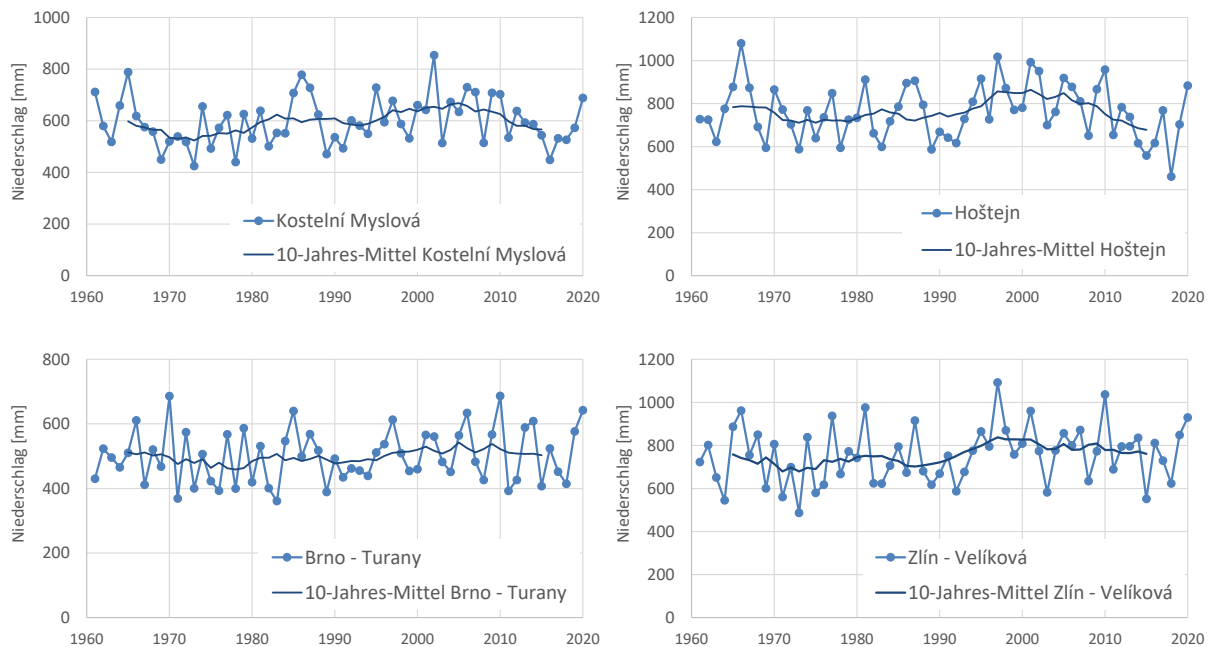 1000
800
600
400
200
0
Niederschlag [mm]
Kostelní Myslová
10-Jahres-Mittel Kostelní Myslová
1960 1970 1980 1990 2000 2010 2020
1200
1000
800
600
400
200
0
Niederschlag [mm]
Hoštejn
10-Jahres-Mittel Hoštejn
1960 1970 1980 1990 2000 2010 2020
800
600
400
200
0
Niederschlag [mm]
Brno - Turany
10-Jahres-Mittel Brno - Turany
1960 1970 1980 1990 2000 2010 2020
1200
1000
800
600
400
200
0
Niederschlag [mm]
Zlín - Velíková
10-Jahres-Mittel Zlín - Velíková
1960 1970 1980 1990 2000 2010 2020